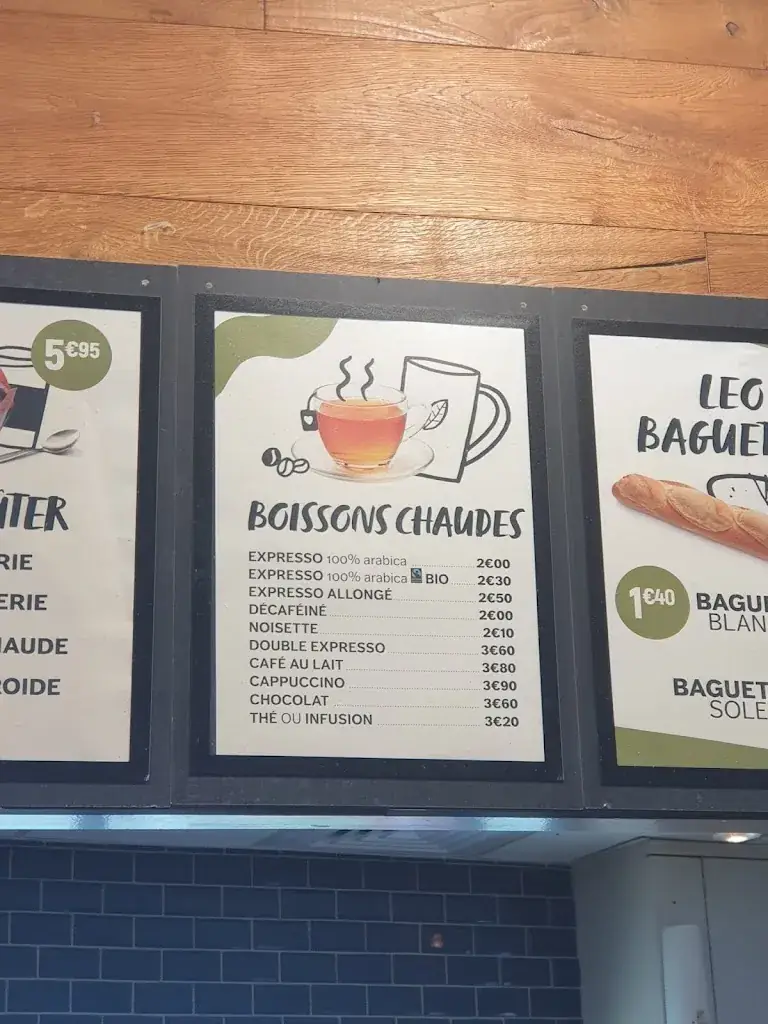 5€95
ÛTER
RIE
ERIE
HAUDE
ROIDE
BOISSONS CHAUDES
EXPRESSO 100% arabica 2€00
EXPRESSO 100% arabica BIO 2€30
EXPRESSO ALLONGÉ 2€50
DÉCAFÉINÉ 2€00
NOISETTE 2€10
DOUBLE EXPRESSO 3€60
CAFÉ AU LAIT 3€80
CAPPUCCINO 3€90
CHOCOLAT 3€60
THÉ OU INFUSION 3€20
LEO
BAGUET
1€40
BAGU
BLAN
BAGUET
SOLE